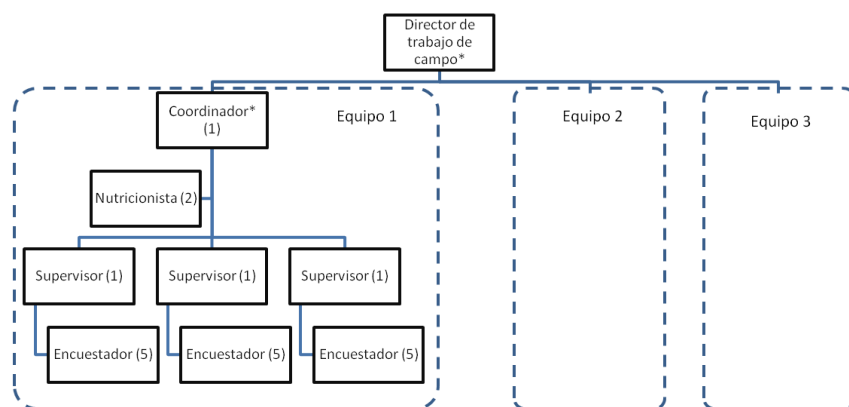 Director de
trabajo de
campo*
Coordinador*
(1)
Equipo 1
Equipo 2
Equipo 3
Nutricionista (2)
Supervisor (1)
Supervisor (1)
Supervisor (1)
Encuestador (5)
Encuestador (5)
Encuestador (5)